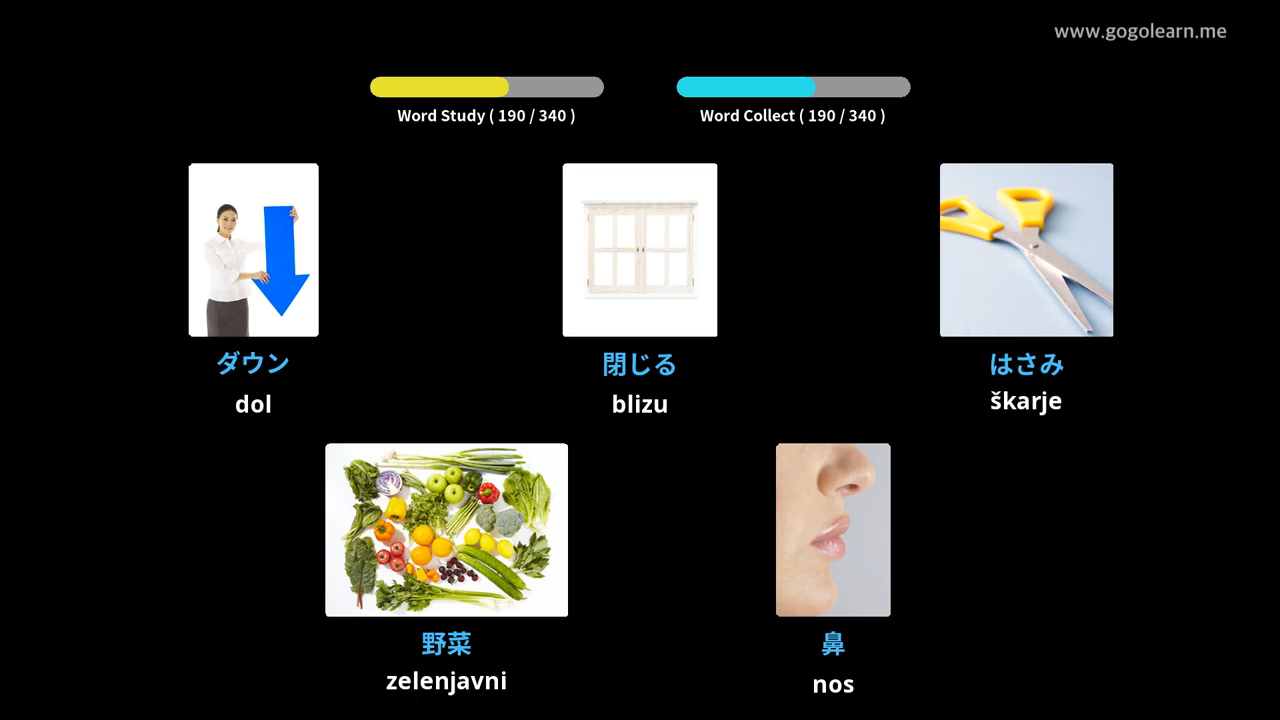 www.gogolearn.me
Word Study ( 190 / 340 )
Word Collect ( 190 / 340 )
ダウン
dol
閉じる
blizu
はさみ
škarje
野菜
zelenjavni
鼻
nos